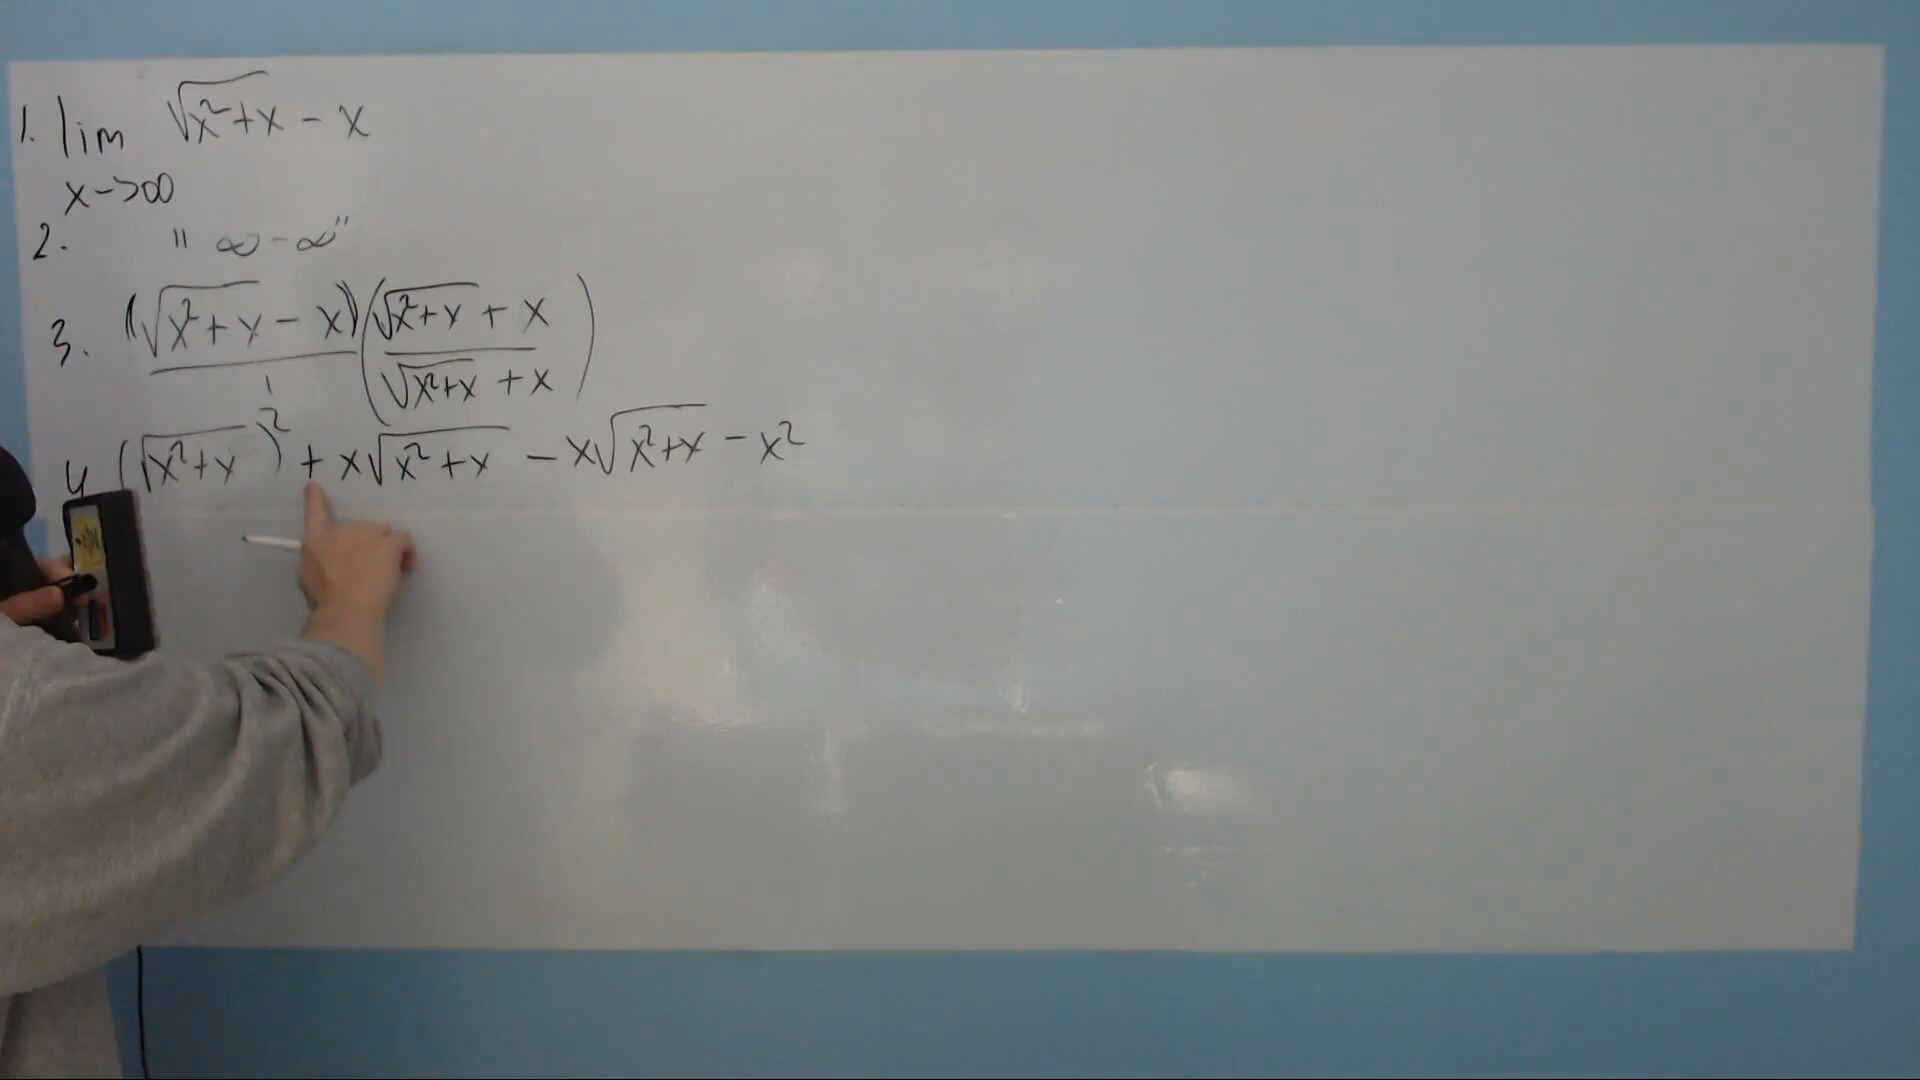 1. lim √x²+x - x
x->∞
2. "∞-∞"
3. (√x²+x - x)/1 (√x²+x + x / √x²+x + x)
4 (√x²+x)² + x√x²+x - x√x²+x - x²